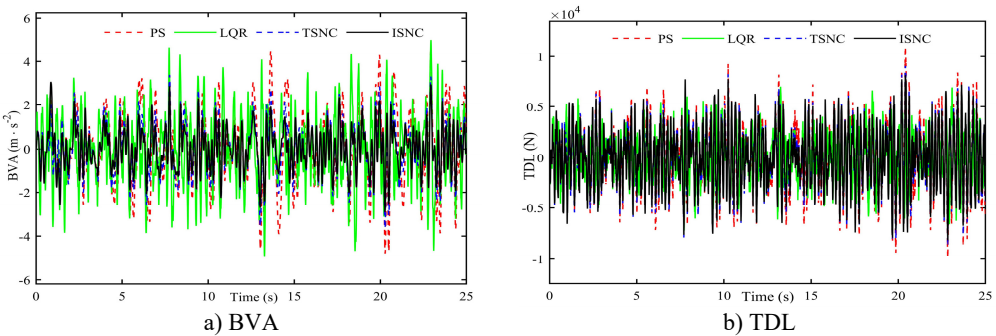 6
PS LQR TSNC ISNC
4
2
0
-2
-4
-6
BVA (m · s⁻²)
0 5 10 15 20 25
Time (s)
a) BVA
×10⁴
PS LQR TSNC ISNC
1
0.5
0
-0.5
-1
TDL (N)
0 5 10 15 20 25
Time (s)
b) TDL